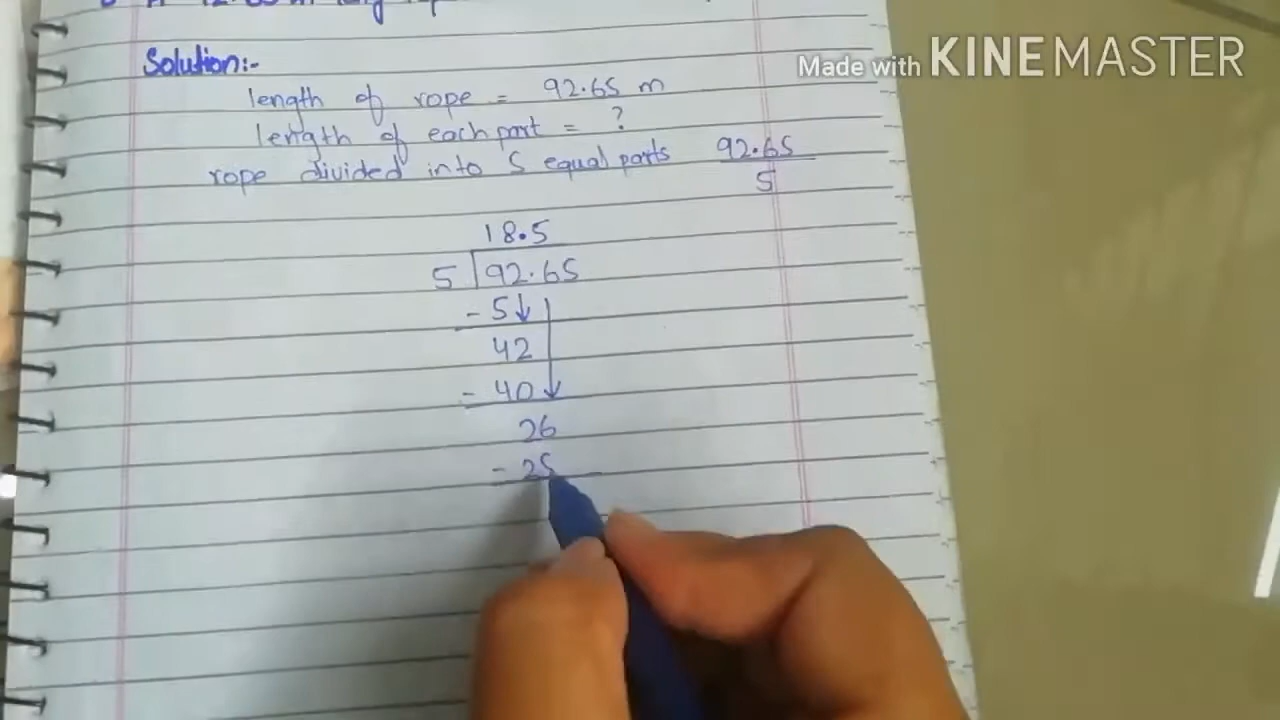 Made with KINEMASTER
Solution:-
length of rope = 92.65 m
length of each part = ?
rope divided into 5 equal parts 92.65
5
18.5
5 92.65
- 5↓
42
- 40↓
26
- 25